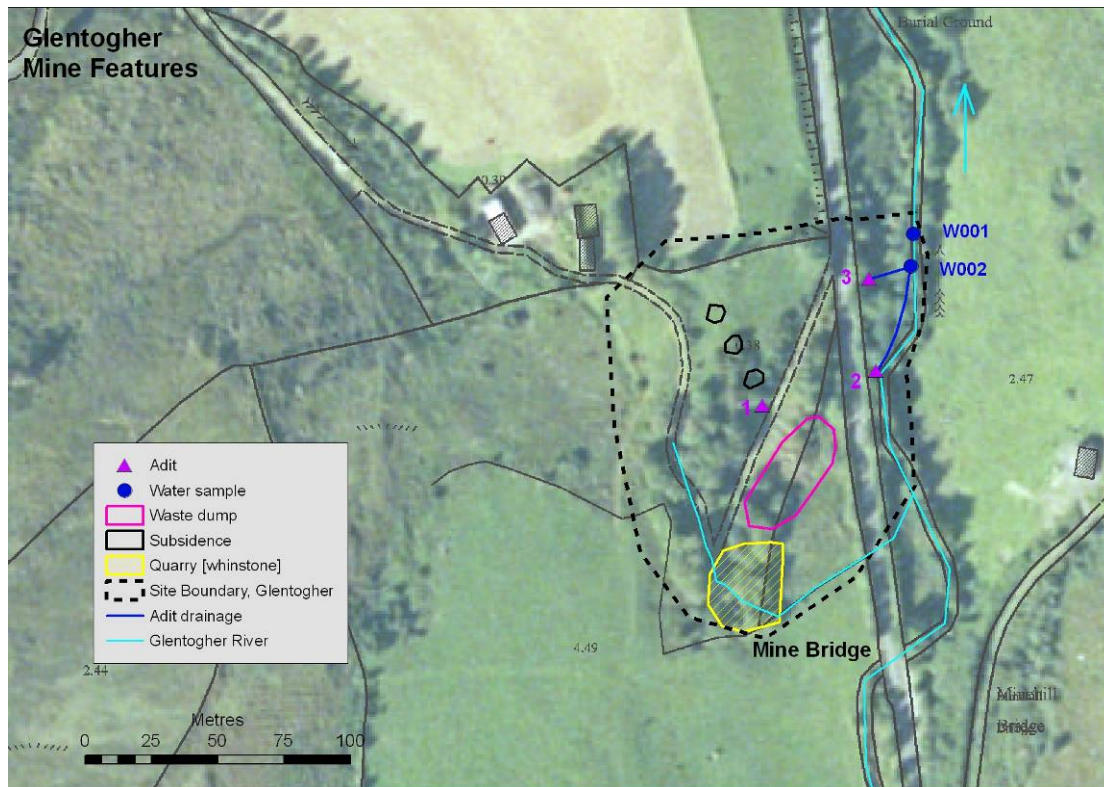 Glentogher
Mine Features
Burial Ground
0.39
W001
W002
3
.38
2
2.47
1
Adit
Water sample
Waste dump
Subsidence
Quarry [whinstone]
Site Boundary, Glentogher
Adit drainage
Glentogher River
Mine Bridge
4.49
2.44
Metres
0 25 50 75 100
Bridge